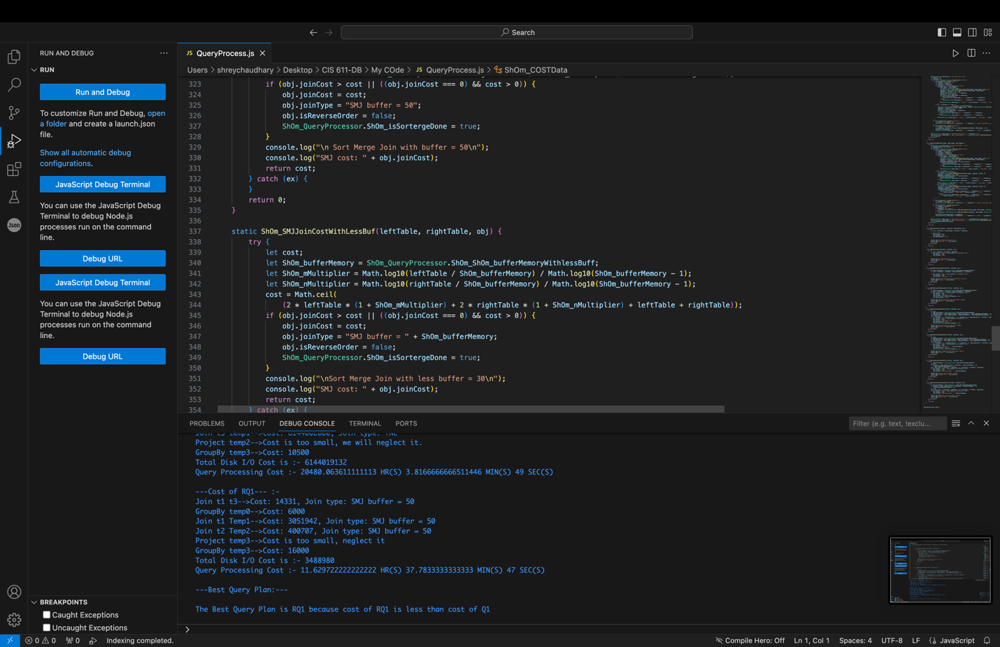 Search
RUN AND DEBUG
RUN
Run and Debug
To customize Run and Debug, open
a folder and create a launch.json
file.
Show all automatic debug
configurations.
JavaScript Debug Terminal
You can use the JavaScript Debug
Terminal to debug Node.js
processes run on the command
line.
Debug URL
JavaScript Debug Terminal
You can use the JavaScript Debug
Terminal to debug Node.js
processes run on the command
line.
Debug URL
Json
BREAKPOINTS
Caught Exceptions
Uncaught Exceptions
JS QueryProcess.js
Users > shreychaudhary > Desktop > CIS 611-DB > My COde > JS QueryProcess.js > ShOm_COSTData
323 if (obj.joinCost > cost || ((obj.joinCost === 0) && cost > 0)) {
324 obj.joinCost = cost;
325 obj.joinType = "SMJ buffer = 50";
326 obj.isReverseOrder = false;
327 ShOm_QueryProcessor.ShOm_isSortergeDone = true;
328 }
329 console.log("\n Sort Merge Join with buffer = 50\n");
330 console.log("SMJ cost: " + obj.joinCost);
331 return cost;
332 } catch (ex) {
333 }
334 return 0;
335 }
336
337 static ShOm_SMJJoinCostWithLessBuf(leftTable, rightTable, obj) {
338 try {
339 let cost;
340 let ShOm_bufferMemory = ShOm_QueryProcessor.ShOm_ShOm_bufferMemoryWithlessBuff;
341 let ShOm_mMultiplier = Math.log10(leftTable / ShOm_bufferMemory) / Math.log10(ShOm_bufferMemory - 1);
342 let ShOm_nMultiplier = Math.log10(rightTable / ShOm_bufferMemory) / Math.log10(ShOm_bufferMemory - 1);
343 cost = Math.ceil(
344 (2 * leftTable * (1 + ShOm_mMultiplier) + 2 * rightTable * (1 + ShOm_nMultiplier) + leftTable + rightTable));
345 if (obj.joinCost > cost || ((obj.joinCost === 0) && cost > 0)) {
346 obj.joinCost = cost;
347 obj.joinType = "SMJ buffer = " + ShOm_bufferMemory;
348 obj.isReverseOrder = false;
349 ShOm_QueryProcessor.ShOm_isSortergeDone = true;
350 }
351 console.log("\nSort Merge Join with less buffer = 30\n");
352 console.log("SMJ cost: " + obj.joinCost);
353 return cost;
354 } catch (ex) {
PROBLEMS OUTPUT DEBUG CONSOLE TERMINAL PORTS
Filter (e.g. text, !exclu...
Project temp2-->Cost is too small, we will neglect it.
GroupBy temp3-->Cost: 10500
Total Disk I/O Cost is :- 6144019132
Query Processing Cost :- 20480.063611111113 HR(S) 3.8166666666511446 MIN(S) 49 SEC(S)
---Cost of RQ1--- :-
Join t1 t3-->Cost: 14331, Join type: SMJ buffer = 50
GroupBy temp0-->Cost: 6000
Join t1 Temp1-->Cost: 3051942, Join type: SMJ buffer = 50
Join t2 Temp2-->Cost: 400707, Join type: SMJ buffer = 50
Project temp3-->Cost is too small, neglect it
GroupBy temp3-->Cost: 16000
Total Disk I/O Cost is :- 3488980
Query Processing Cost :- 11.629722222222222 HR(S) 37.7833333333333 MIN(S) 47 SEC(S)
---Best Query Plan:---
The Best Query Plan is RQ1 because cost of RQ1 is less than cost of Q1
0 0 0 Indexing completed.
Compile Hero: Off Ln 1, Col 1 Spaces: 4 UTF-8 LF JavaScript